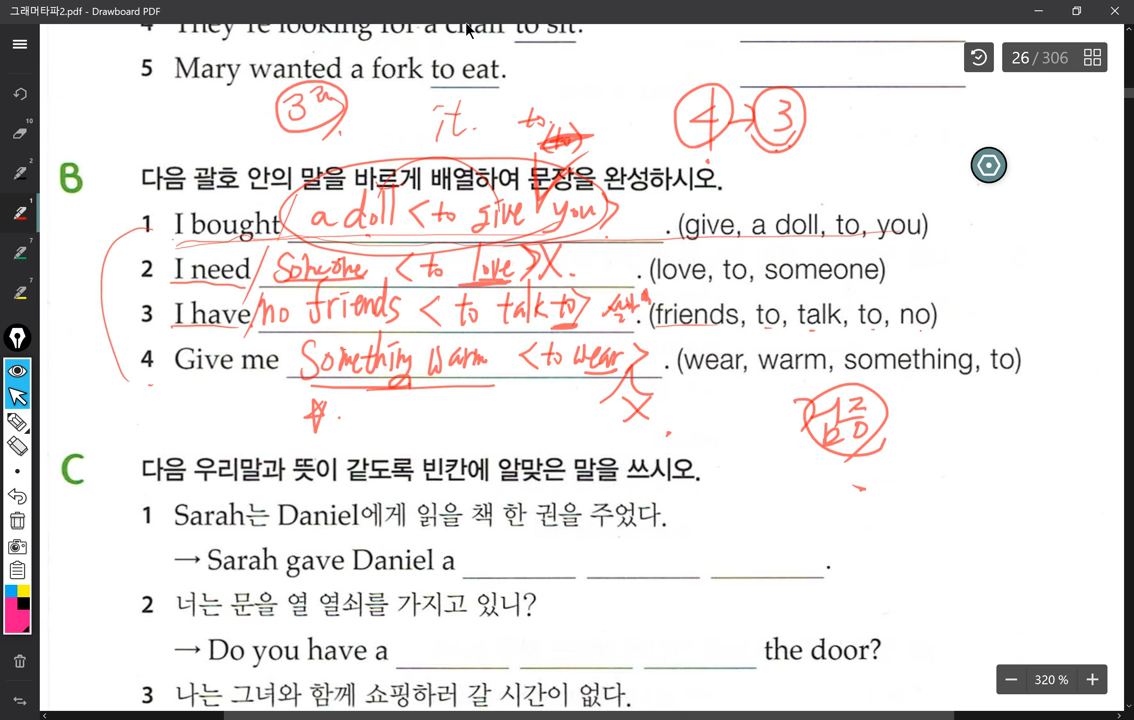 그래머타파2.pdf - Drawboard PDF
4 They're looking for a chair to sit.
26 / 306
5 Mary wanted a fork to eat.
it.
to
(to)
4 → 3
B 다음 괄호 안의 말을 바르게 배열하여 문장을 완성하시오.
1 I bought a doll < to give you > . (give, a doll, to, you)
2 I need / someone < to love > X. . (love, to, someone)
3 I have / no friends < to talk to > . (friends, to, talk, to, no)
4 Give me Something warm < to wear > . (wear, warm, something, to)
X
검증
C 다음 우리말과 뜻이 같도록 빈칸에 알맞은 말을 쓰시오.
1 Sarah는 Daniel에게 읽을 책 한 권을 주었다.
→ Sarah gave Daniel a .
2 너는 문을 열 열쇠를 가지고 있니?
→ Do you have a the door?
320 %
3 나는 그녀와 함께 쇼핑하러 갈 시간이 없다.